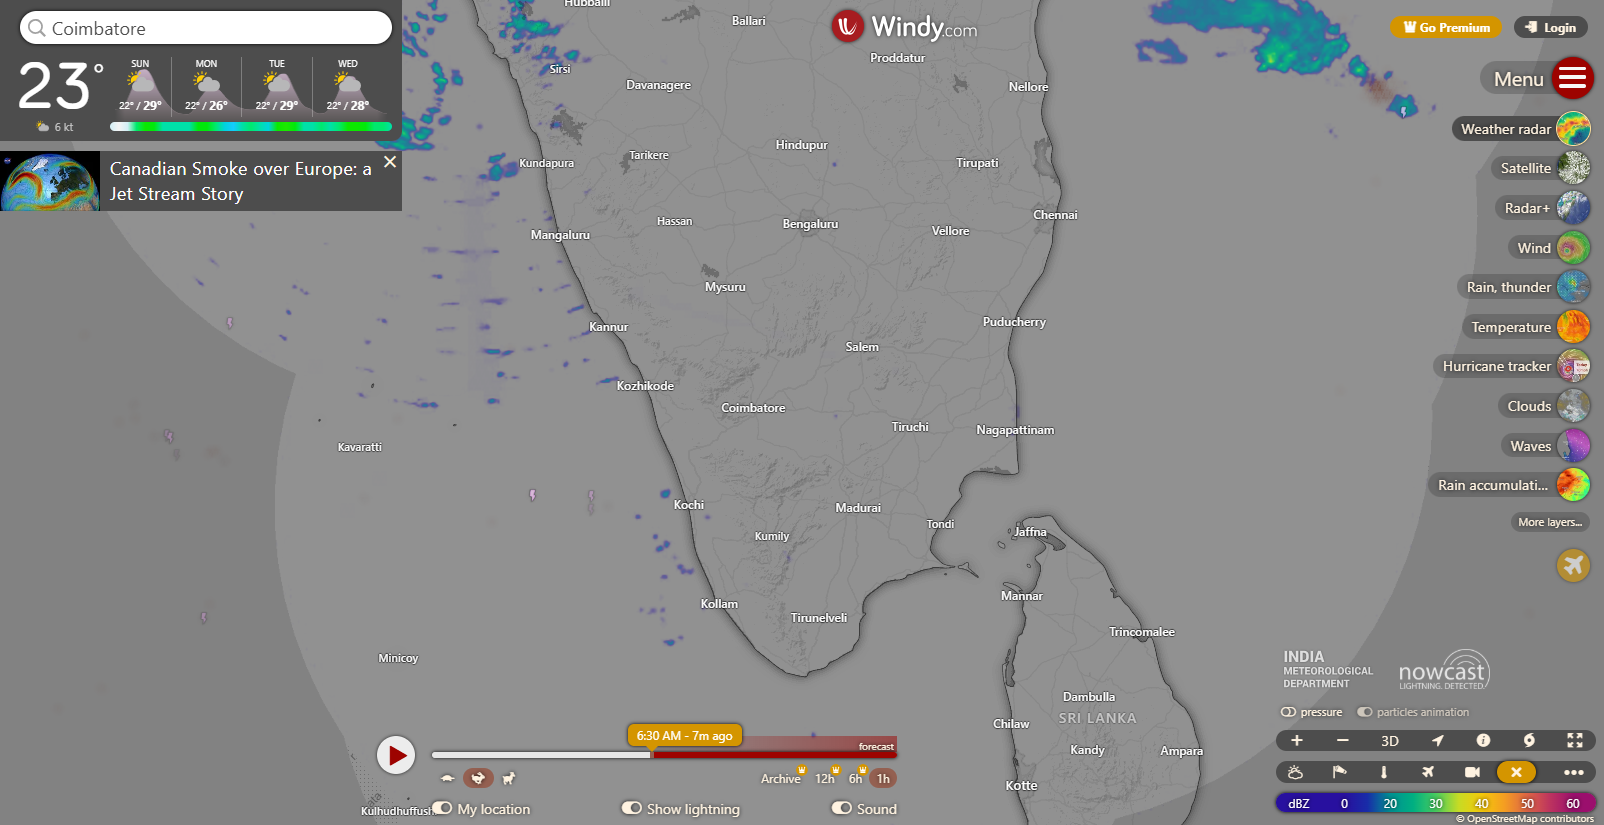 Coimbatore
23°
6 kt
SUN
MON
TUE
WED
22° / 29°
22° / 26°
22° / 29°
22° / 28°
Canadian Smoke over Europe: a
Jet Stream Story
Windy.com
Go Premium
Login
Menu
Weather radar
Satellite
Radar+
Wind
Rain, thunder
Temperature
Hurricane tracker
Clouds
Waves
Rain accumulati...
More layers...
Hubballi
Ballari
Proddatur
Sirsi
Davanagere
Nellore
Kundapura
Tarikere
Hindupur
Tirupati
Mangaluru
Hassan
Bengaluru
Vellore
Chennai
Mysuru
Kannur
Puducherry
Salem
Kozhikode
Coimbatore
Tiruchi
Nagapattinam
Kavaratti
Kochi
Madurai
Tondi
Kumily
Jaffna
Kollam
Tirunelveli
Mannar
Trincomalee
Minicoy
Dambulla
Chilaw
SRI LANKA
Kandy
Ampara
Kotte
Kulhudhuffush
INDIA
METEOROLOGICAL
DEPARTMENT
nowcast
LIGHTNING. DETECTED.
pressure
particles animation
6:30 AM - 7m ago
forecast
Archive
12h
6h
1h
My location
Show lightning
Sound
+
−
3D
dBZ
0
20
30
40
50
60
© OpenStreetMap contributors